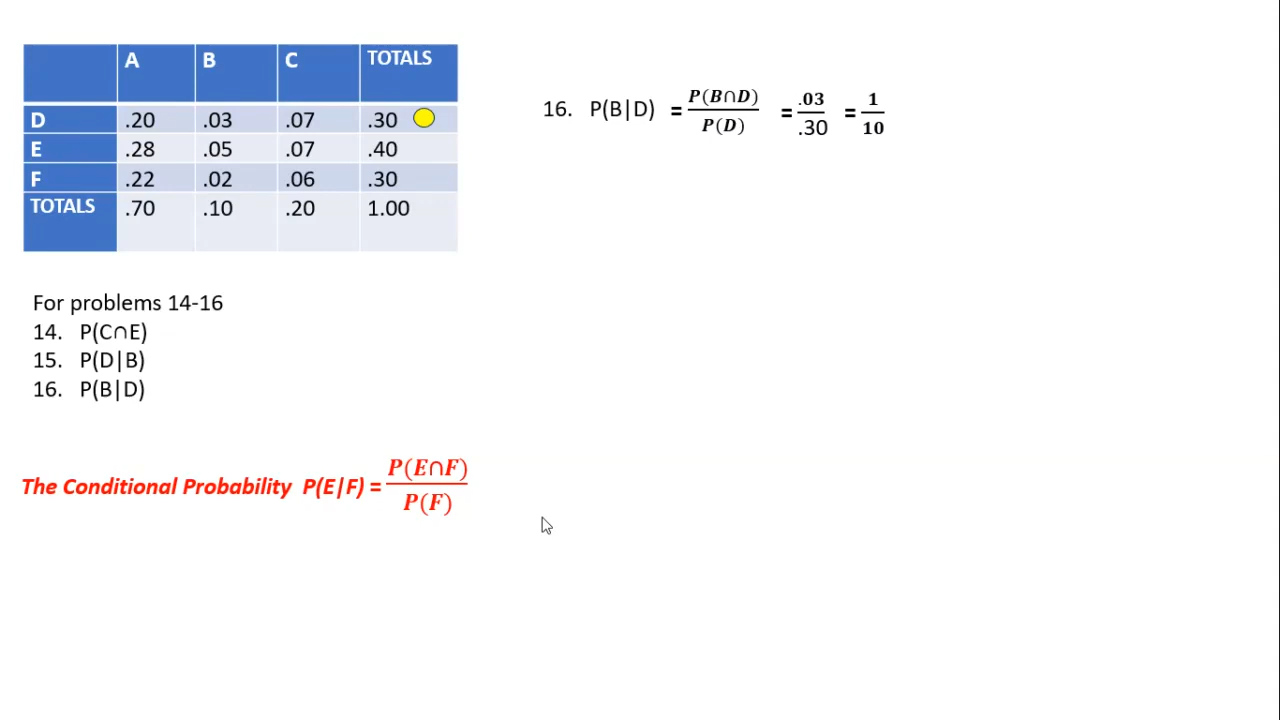 A B C TOTALS
D .20 .03 .07 .30
E .28 .05 .07 .40
F .22 .02 .06 .30
TOTALS .70 .10 .20 1.00
16. P(B|D) = P(B∩D)/P(D) = .03/.30 = 1/10
For problems 14-16
14. P(C∩E)
15. P(D|B)
16. P(B|D)
The Conditional Probability P(E|F) = P(E∩F)/P(F)